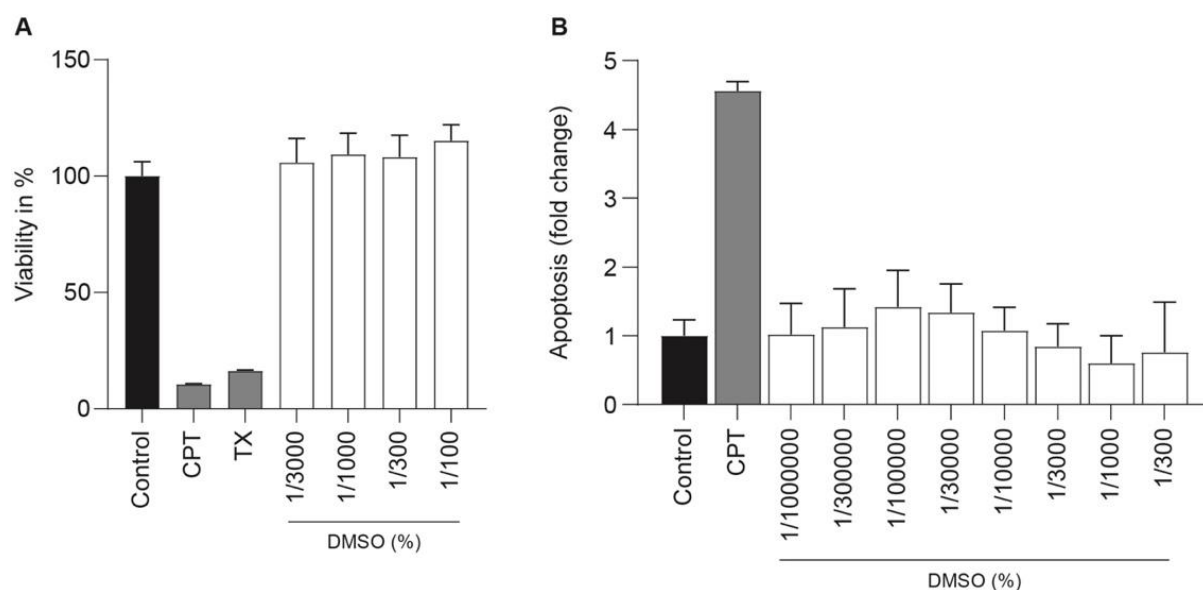 A
Viability in %
150
100
50
0
Control
CPT
TX
1/3000
1/1000
1/300
1/100
DMSO (%)
B
Apoptosis (fold change)
5
4
3
2
1
0
Control
CPT
1/1000000
1/300000
1/100000
1/30000
1/10000
1/3000
1/1000
1/300
DMSO (%)